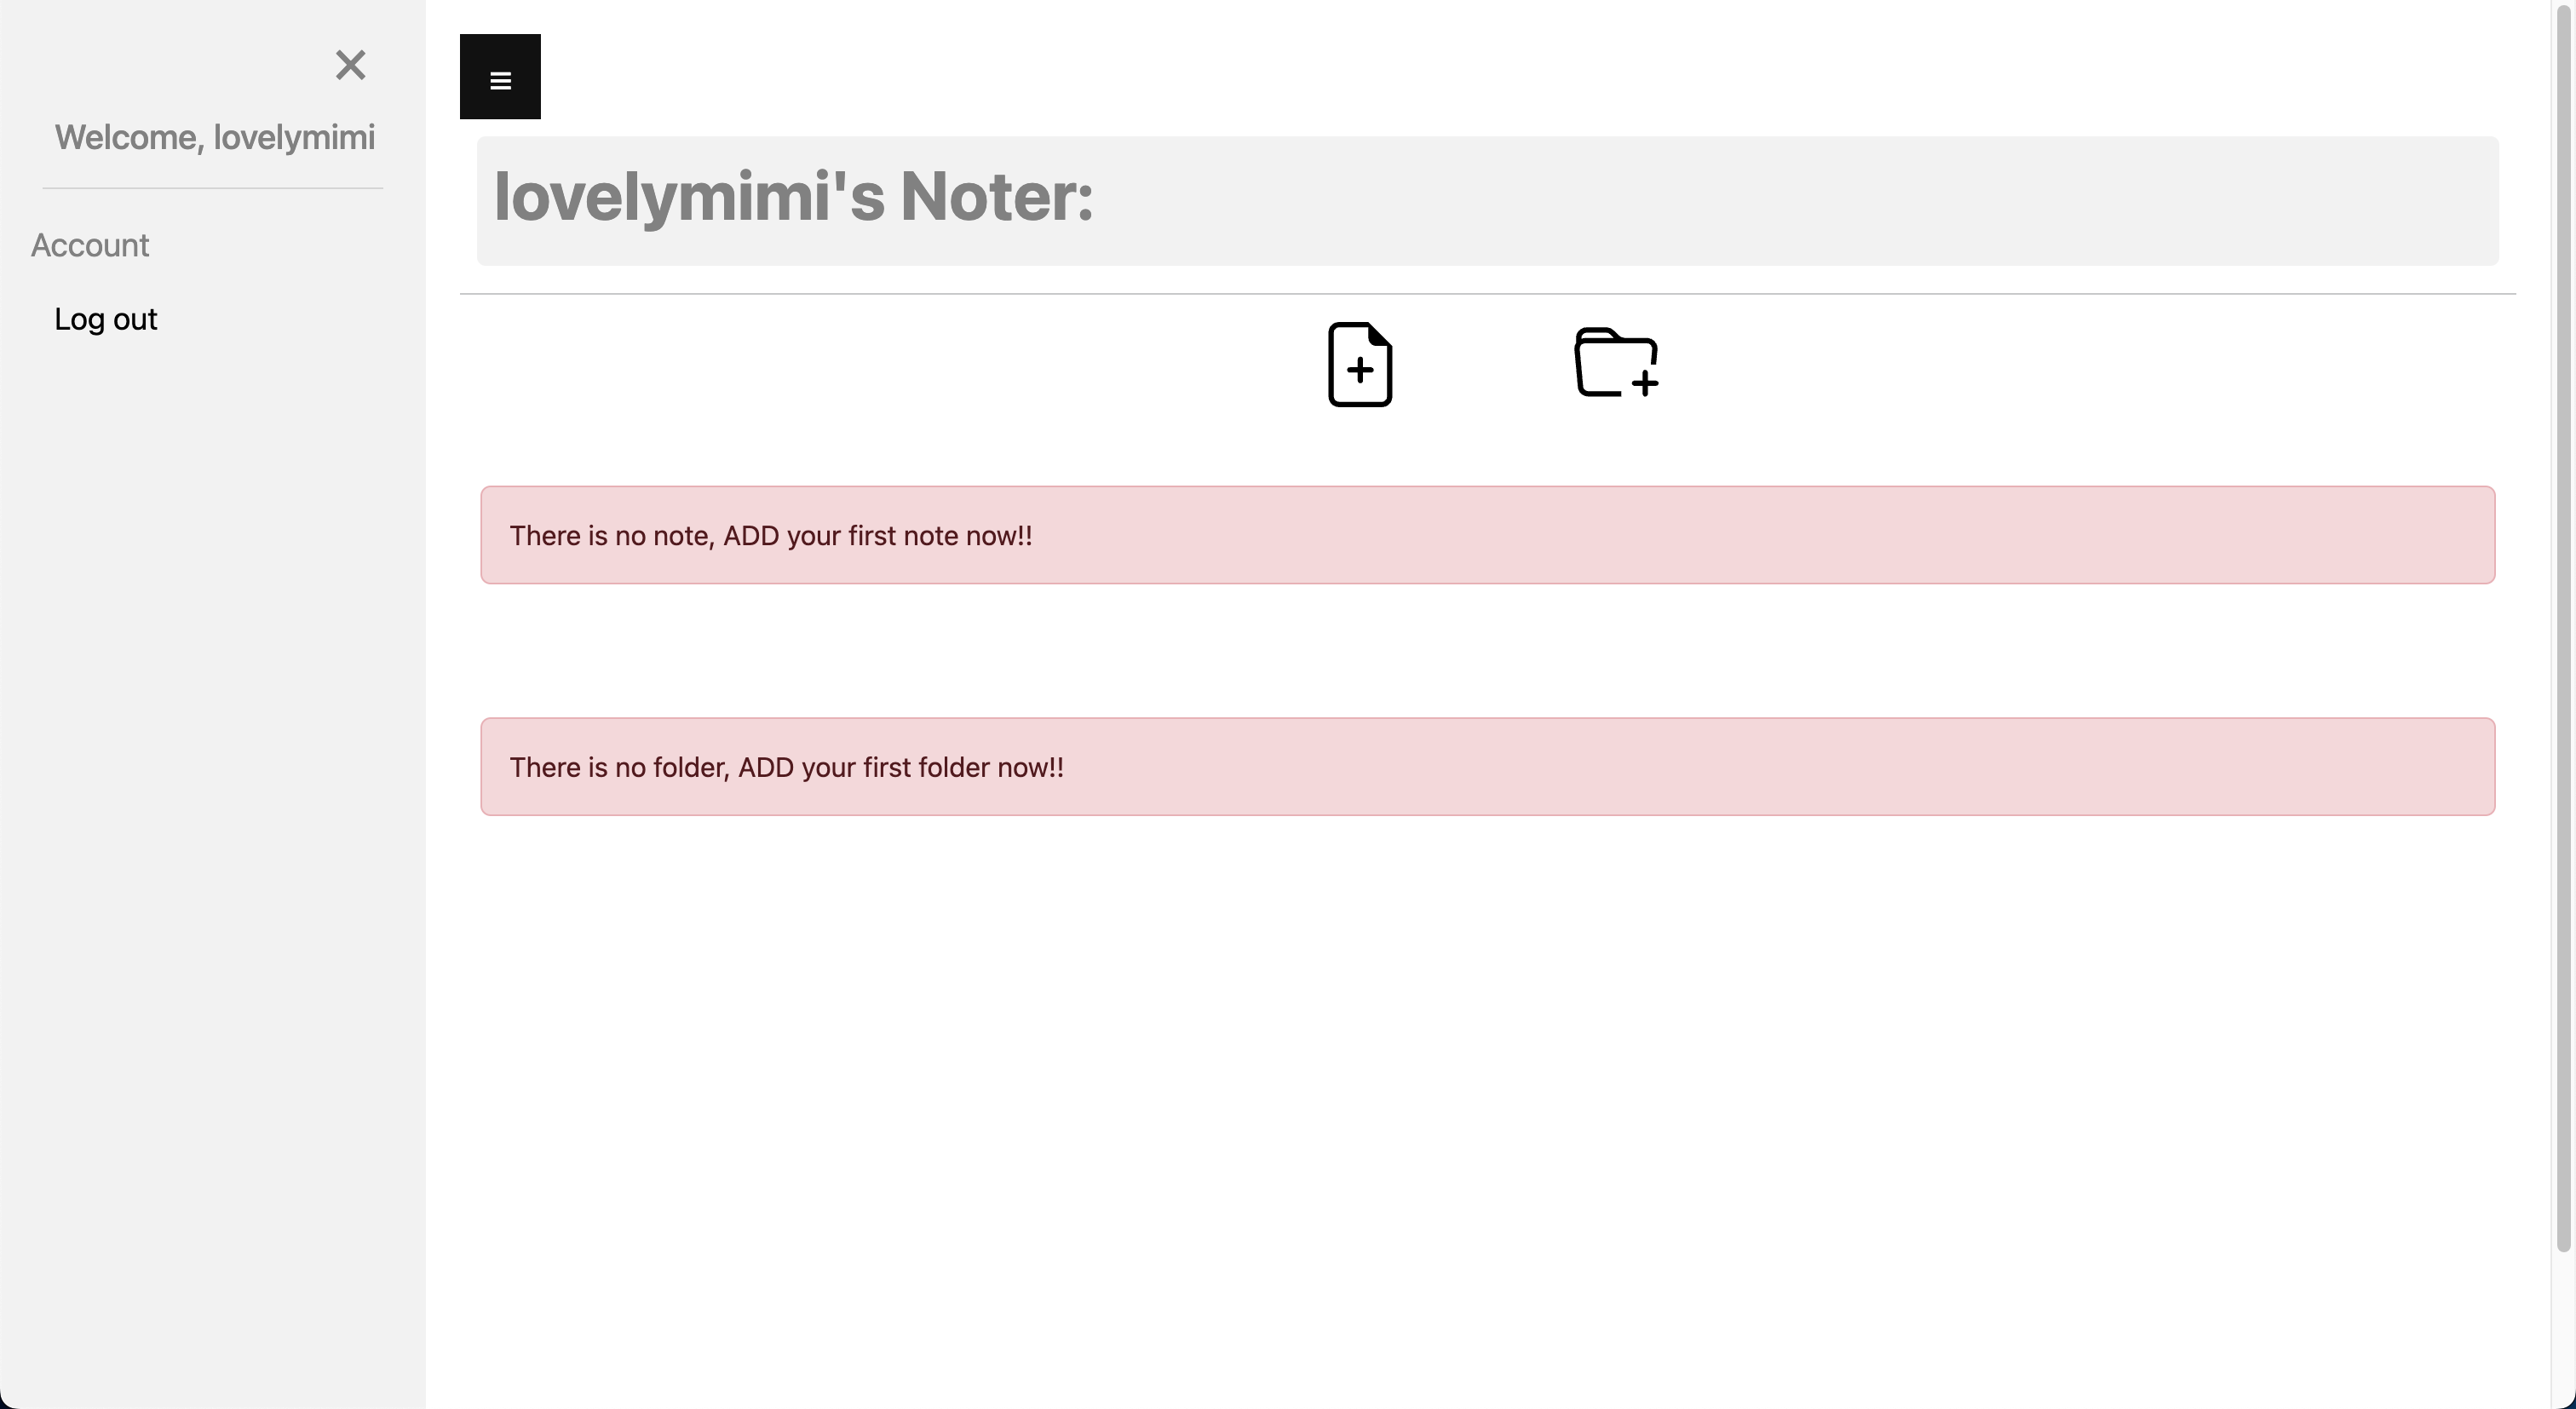 Welcome, lovelymimi
Account
Log out
lovelymimi's Noter:
There is no note, ADD your first note now!!
There is no folder, ADD your first folder now!!